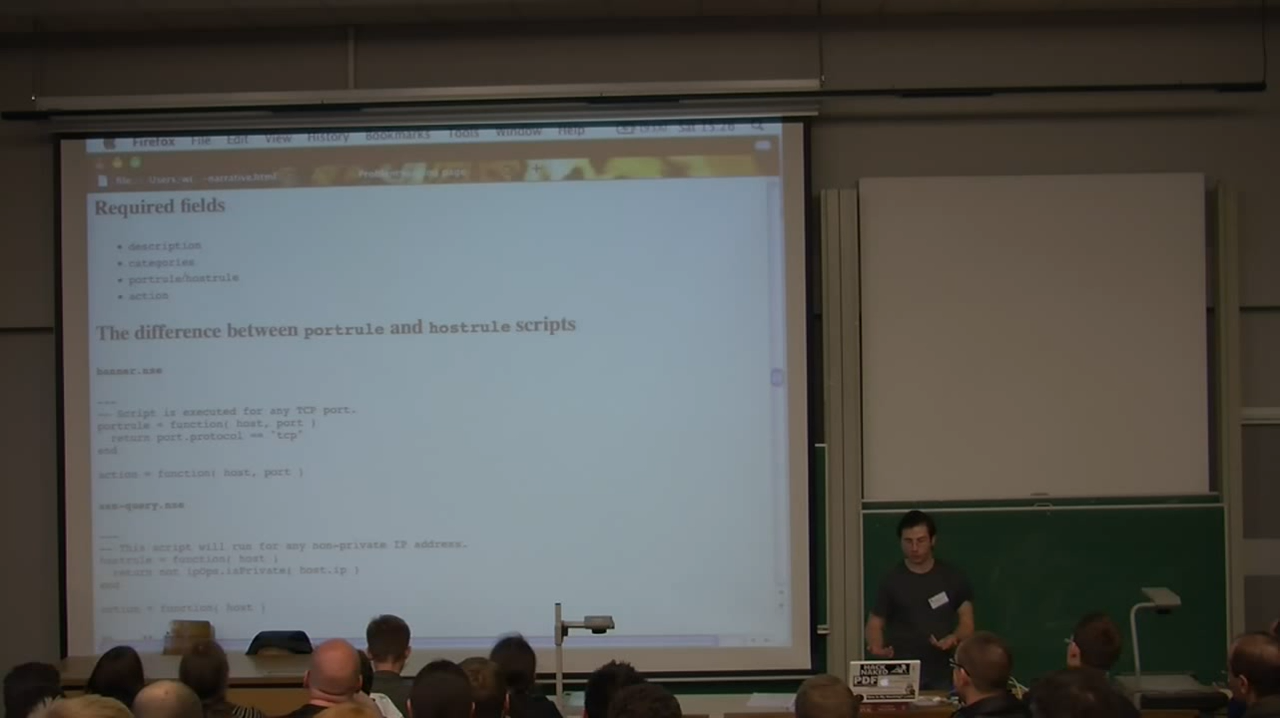 Firefox File Edit View History Bookmarks Tools Window Help
Required fields
• description
• categories
• portrule/hostrule
• action
The difference between portrule and hostrule scripts
banner.nse
---
-- Script is executed for any TCP port.
portrule = function( host, port )
return port.protocol == 'tcp'
end
action = function( host, port )
asn-query.nse
---
-- This script will run for any non-private IP address.
hostrule = function( host )
return not ipOps.isPrivate( host.ip )
end
action = function( host )
HACK
NAKED
PDF